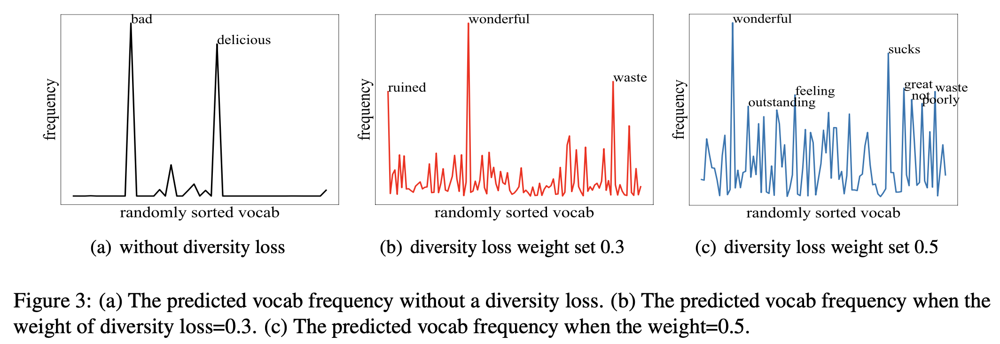 bad
delicious
frequency
randomly sorted vocab
(a) without diversity loss
wonderful
waste
ruined
frequency
randomly sorted vocab
(b) diversity loss weight set 0.3
wonderful
sucks
great
waste
feeling
not
poorly
outstanding
frequency
randomly sorted vocab
(c) diversity loss weight set 0.5
Figure 3: (a) The predicted vocab frequency without a diversity loss. (b) The predicted vocab frequency when the
weight of diversity loss=0.3. (c) The predicted vocab frequency when the weight=0.5.